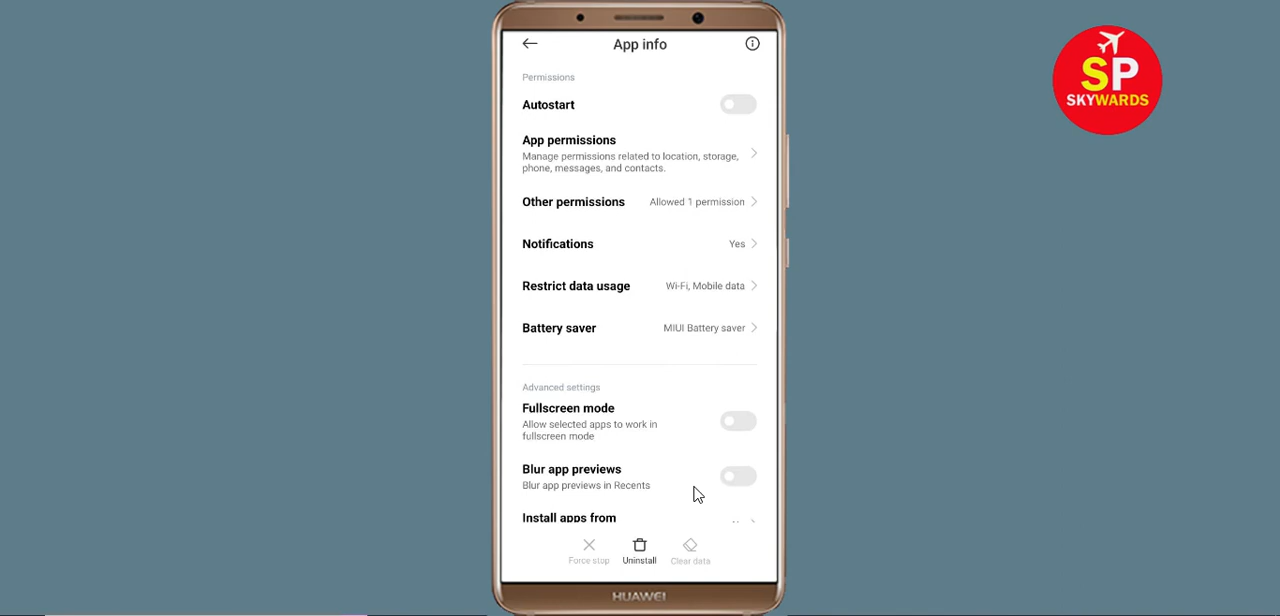 App info
SP
SKYWARDS
Permissions
Autostart
App permissions
Manage permissions related to location, storage,
phone, messages, and contacts.
Other permissions Allowed 1 permission
Notifications Yes
Restrict data usage Wi-Fi, Mobile data
Battery saver MIUI Battery saver
Advanced settings
Fullscreen mode
Allow selected apps to work in
fullscreen mode
Blur app previews
Blur app previews in Recents
Install apps from
Force stop Uninstall Clear data
HUAWEI